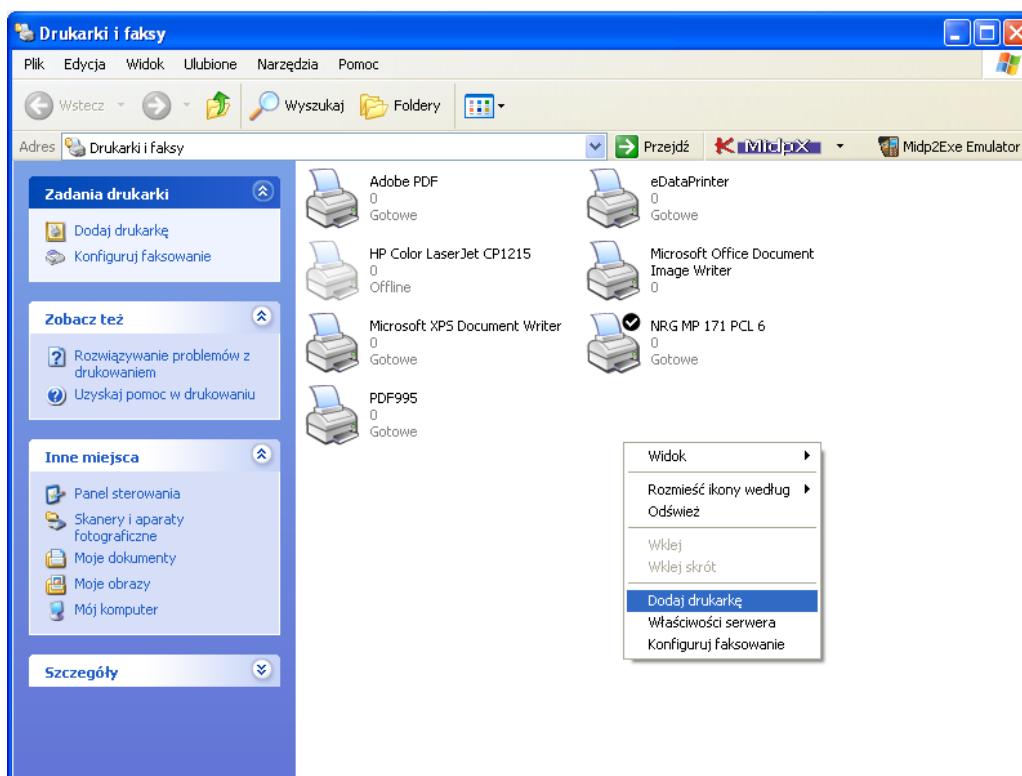 Drukarki i faksy
Plik Edycja Widok Ulubione Narzędzia Pomoc
Wstecz Wyszukaj Foldery
Adres Drukarki i faksy Przejdź MidpX Midp2Exe Emulator
Zadania drukarki
Dodaj drukarkę
Konfiguruj faksowanie
Zobacz też
Rozwiązywanie problemów z
drukowaniem
Uzyskaj pomoc w drukowaniu
Inne miejsca
Panel sterowania
Skanery i aparaty
fotograficzne
Moje dokumenty
Moje obrazy
Mój komputer
Szczegóły
Adobe PDF
0
Gotowe
eDataPrinter
0
Gotowe
HP Color LaserJet CP1215
0
Offline
Microsoft Office Document
Image Writer
0
Microsoft XPS Document Writer
0
Gotowe
NRG MP 171 PCL 6
0
Gotowe
PDF995
0
Gotowe
Widok
Rozmieść ikony według
Odśwież
Wklej
Wklej skrót
Dodaj drukarkę
Właściwości serwera
Konfiguruj faksowanie